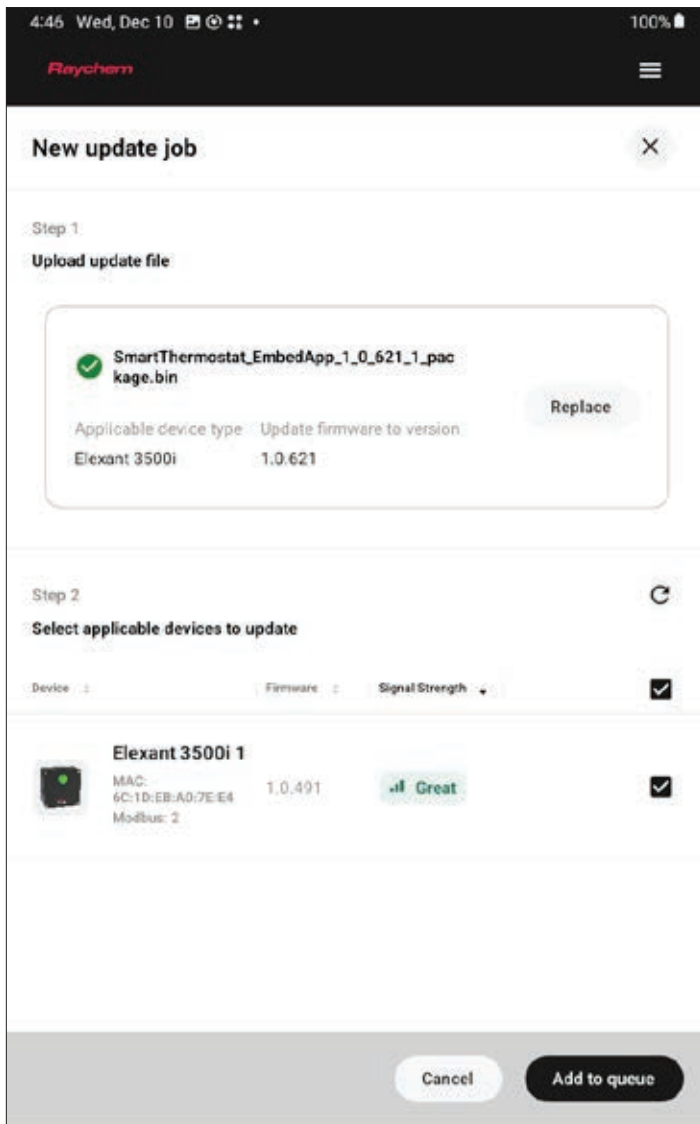 4:46 Wed, Dec 10 100%
Raychem
New update job
Step 1
Upload update file
SmartThermostat_EmbedApp_1_0_621_1_pac
kage.bin
Replace
Applicable device type Update firmware to version
Elexant 3500i 1.0.621
Step 2
Select applicable devices to update
Device Firmware Signal Strength
Elexant 3500i 1
MAC:
6C:1D:EB:A0:7E:E4
Modbus: 2
1.0.491
Great
Cancel Add to queue